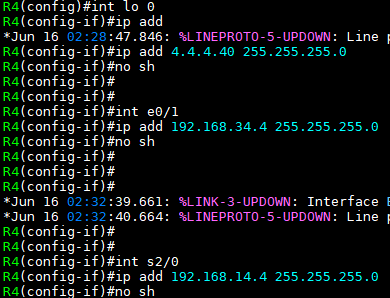 R4(config)#int lo 0
R4(config-if)#ip add
*Jun 16 02:28:47.846: %LINEPROTO-5-UPDOWN: Line p
R4(config-if)#ip add 4.4.4.40 255.255.255.0
R4(config-if)#no sh
R4(config-if)#
R4(config-if)#
R4(config-if)#int e0/1
R4(config-if)#ip add 192.168.34.4 255.255.255.0
R4(config-if)#no sh
R4(config-if)#
R4(config-if)#
*Jun 16 02:32:39.661: %LINK-3-UPDOWN: Interface E
*Jun 16 02:32:40.664: %LINEPROTO-5-UPDOWN: Line p
R4(config-if)#
R4(config-if)#
R4(config-if)#int s2/0
R4(config-if)#ip add 192.168.14.4 255.255.255.0
R4(config-if)#no sh